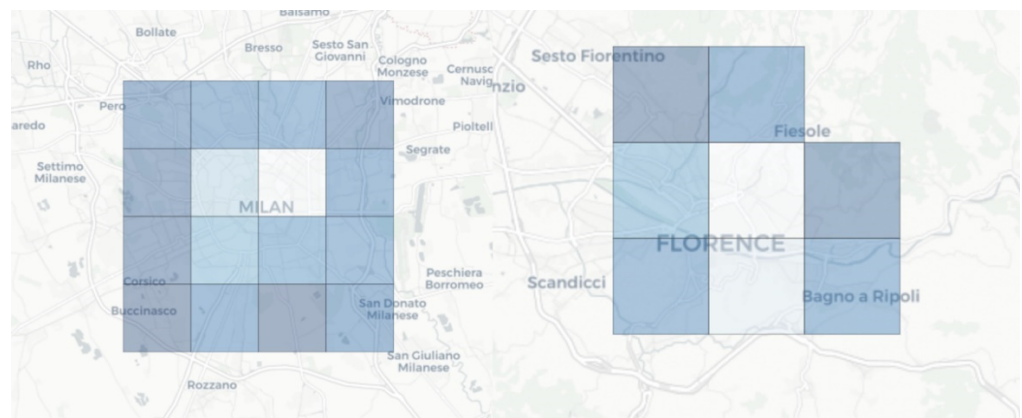 Balsamo
Bollate
Bresso
Sesto San
Giovanni
Rho
Cologno
Monzese
Cernusc
Navig
Pero
Vimodrone
aredo
Pioltell
Segrate
Settimo
Milanese
MILAN
Corsico
Peschiera
Borromeo
Buccinasco
San Donato
Milanese
San Giuliano
Milanese
Rozzano
Sesto Fiorentino
nzio
Fiesole
FLORENCE
Scandicci
Bagno a Ripoli